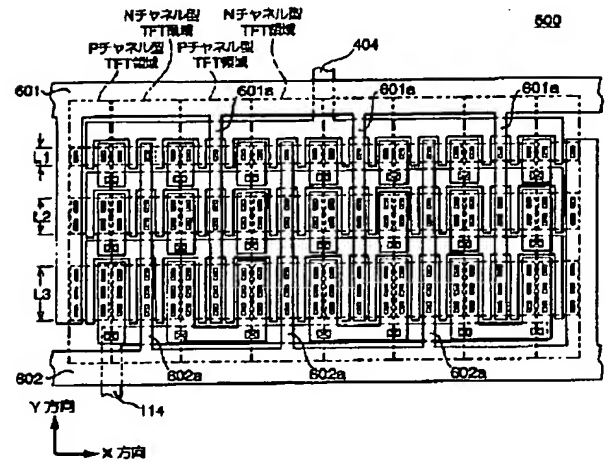 500
Nチャネル型
TFT領域
Nチャネル型
TFT領域
Pチャネル型
TFT領域
Pチャネル型
TFT領域
404
601
601a
601a
601a
L1
L2
L3
602
602a
602a
602a
114
Y方向
X方向